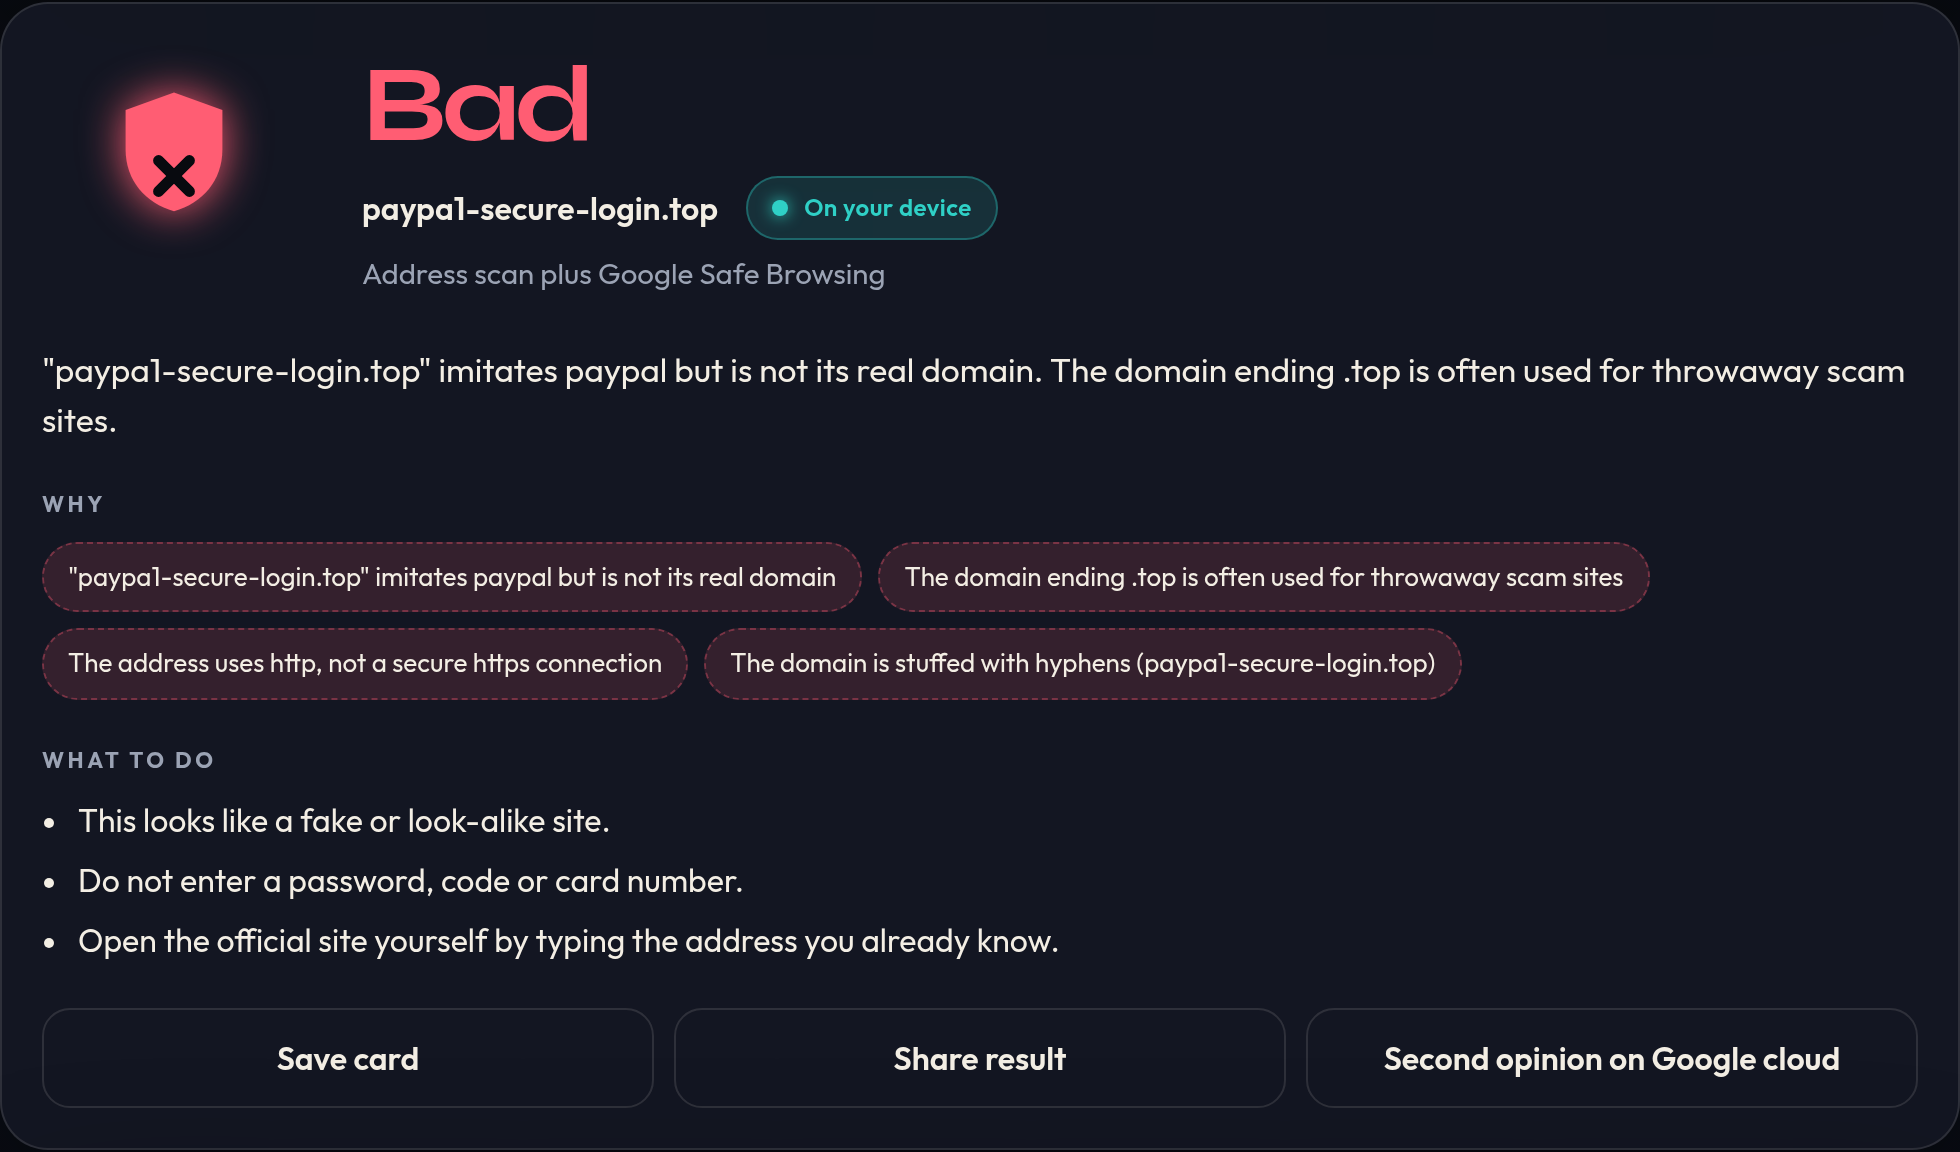 Bad
paypa1-secure-login.top
On your device
Address scan plus Google Safe Browsing
"paypa1-secure-login.top" imitates paypal but is not its real domain. The domain ending .top is often used for throwaway scam
sites.
WHY
"paypa1-secure-login.top" imitates paypal but is not its real domain
The domain ending .top is often used for throwaway scam sites
The address uses http, not a secure https connection
The domain is stuffed with hyphens (paypa1-secure-login.top)
WHAT TO DO
• This looks like a fake or look-alike site.
• Do not enter a password, code or card number.
• Open the official site yourself by typing the address you already know.
Save card
Share result
Second opinion on Google cloud